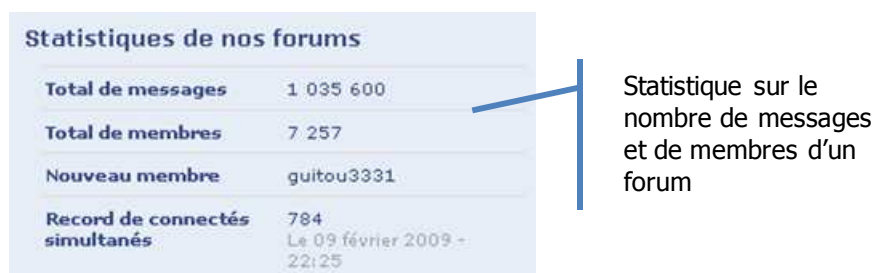 Statistiques de nos forums
Total de messages 1 035 600
Total de membres 7 257
Nouveau membre guitou3331
Record de connectés simultanés 784
Le 09 février 2009 -
22:25
Statistique sur le
nombre de messages
et de membres d'un
forum